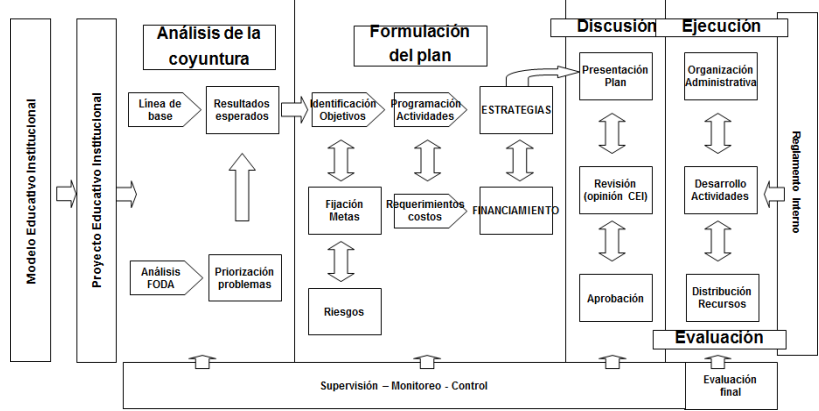 Modelo Educativo Institucional
Proyecto Educativo Institucional
Análisis de la
coyuntura
Línea de
base
Resultados
esperados
Análisis
FODA
Priorización
problemas
Formulación
del plan
Identificación
Objetivos
Programación
Actividades
ESTRATEGIAS
Fijación
Metas
Requerimientos
costos
FINANCIAMIENTO
Riesgos
Discusión
Presentación
Plan
Revisión
(opinión CEI)
Aprobación
Ejecución
Organización
Administrativa
Desarrollo
Actividades
Distribución
Recursos
Evaluación
Reglamento Interno
Supervisión – Monitoreo - Control
Evaluación
final